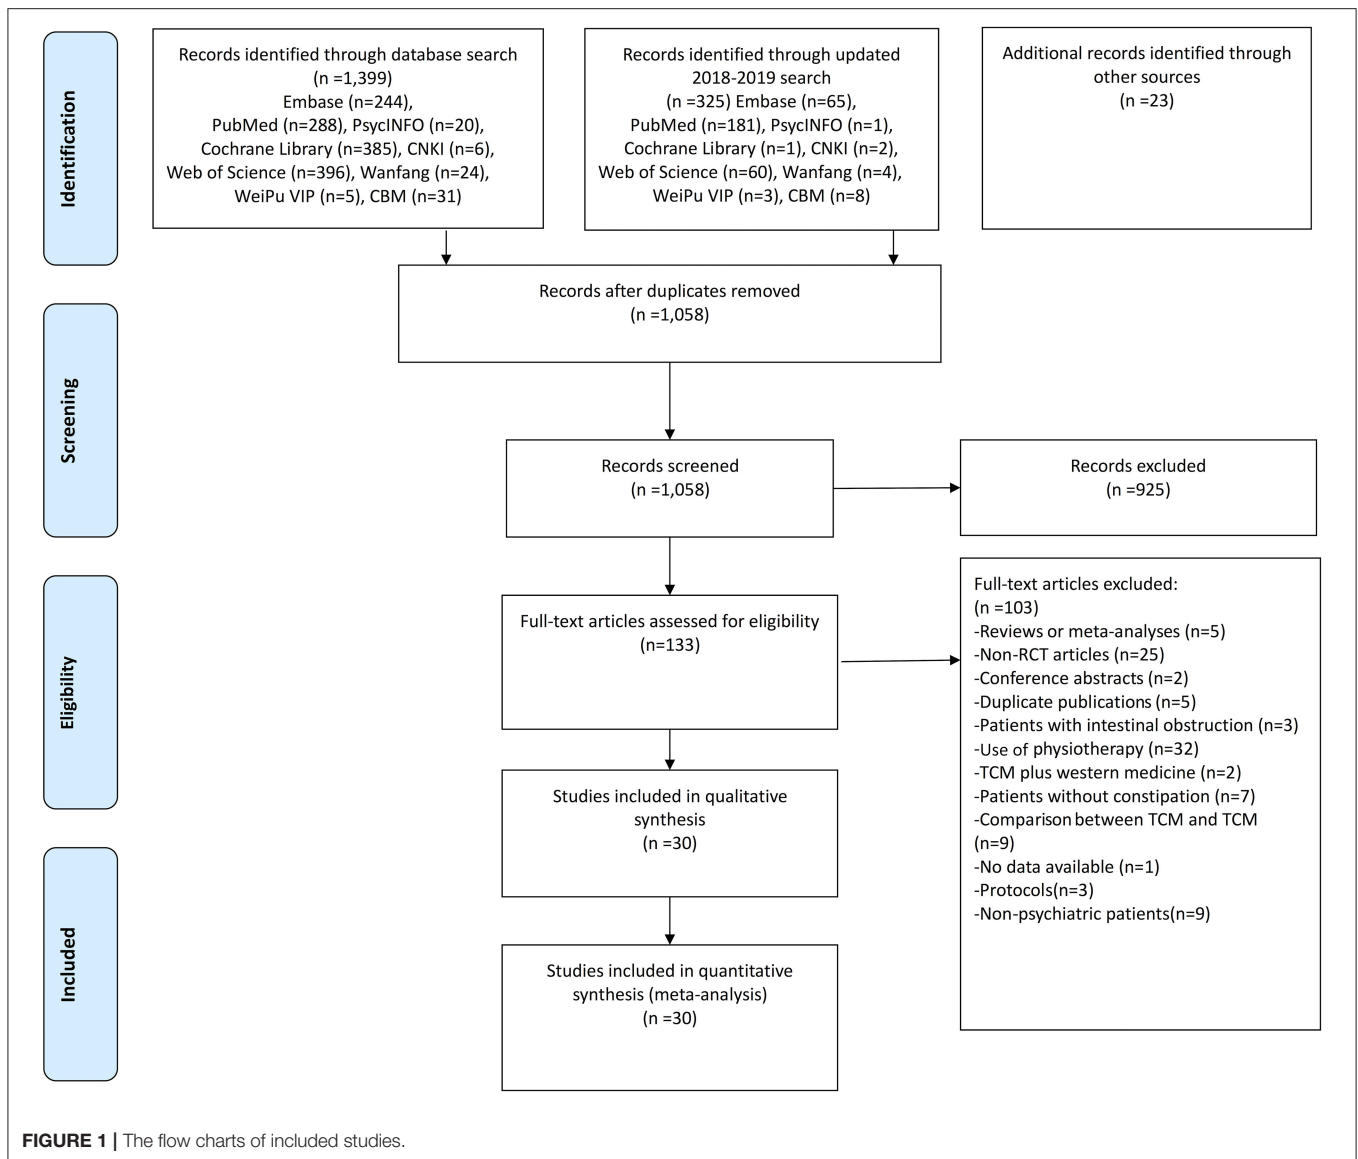 Identification
Records identified through database search
(n =1,399)
Embase (n=244),
PubMed (n=288), PsycINFO (n=20),
Cochrane Library (n=385), CNKI (n=6),
Web of Science (n=396), Wanfang (n=24),
WeiPu VIP (n=5), CBM (n=31)
Records identified through updated
2018-2019 search
(n =325) Embase (n=65),
PubMed (n=181), PsycINFO (n=1),
Cochrane Library (n=1), CNKI (n=2),
Web of Science (n=60), Wanfang (n=4),
WeiPu VIP (n=3), CBM (n=8)
Additional records identified through
other sources
(n =23)
Records after duplicates removed
(n =1,058)
Screening
Records screened
(n =1,058)
Records excluded
(n =925)
Eligibility
Full-text articles assessed for eligibility
(n=133)
Full-text articles excluded:
(n =103)
-Reviews or meta-analyses (n=5)
-Non-RCT articles (n=25)
-Conference abstracts (n=2)
-Duplicate publications (n=5)
-Patients with intestinal obstruction (n=3)
-Use of physiotherapy (n=32)
-TCM plus western medicine (n=2)
-Patients without constipation (n=7)
-Comparison between TCM and TCM
(n=9)
-No data available (n=1)
-Protocols(n=3)
-Non-psychiatric patients(n=9)
Studies included in qualitative
synthesis
(n =30)
Included
Studies included in quantitative
synthesis (meta-analysis)
(n =30)
FIGURE 1 | The flow charts of included studies.